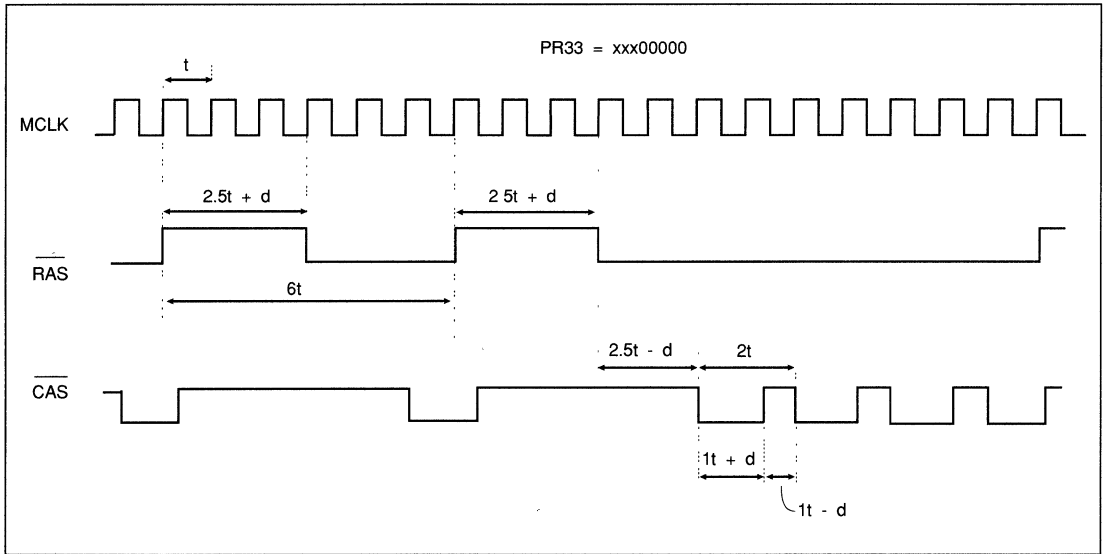 PR33 = xxx00000
t
MCLK
2.5t + d
2 5t + d
RAS
6t
2.5t - d
2t
CAS
1t + d
1t - d